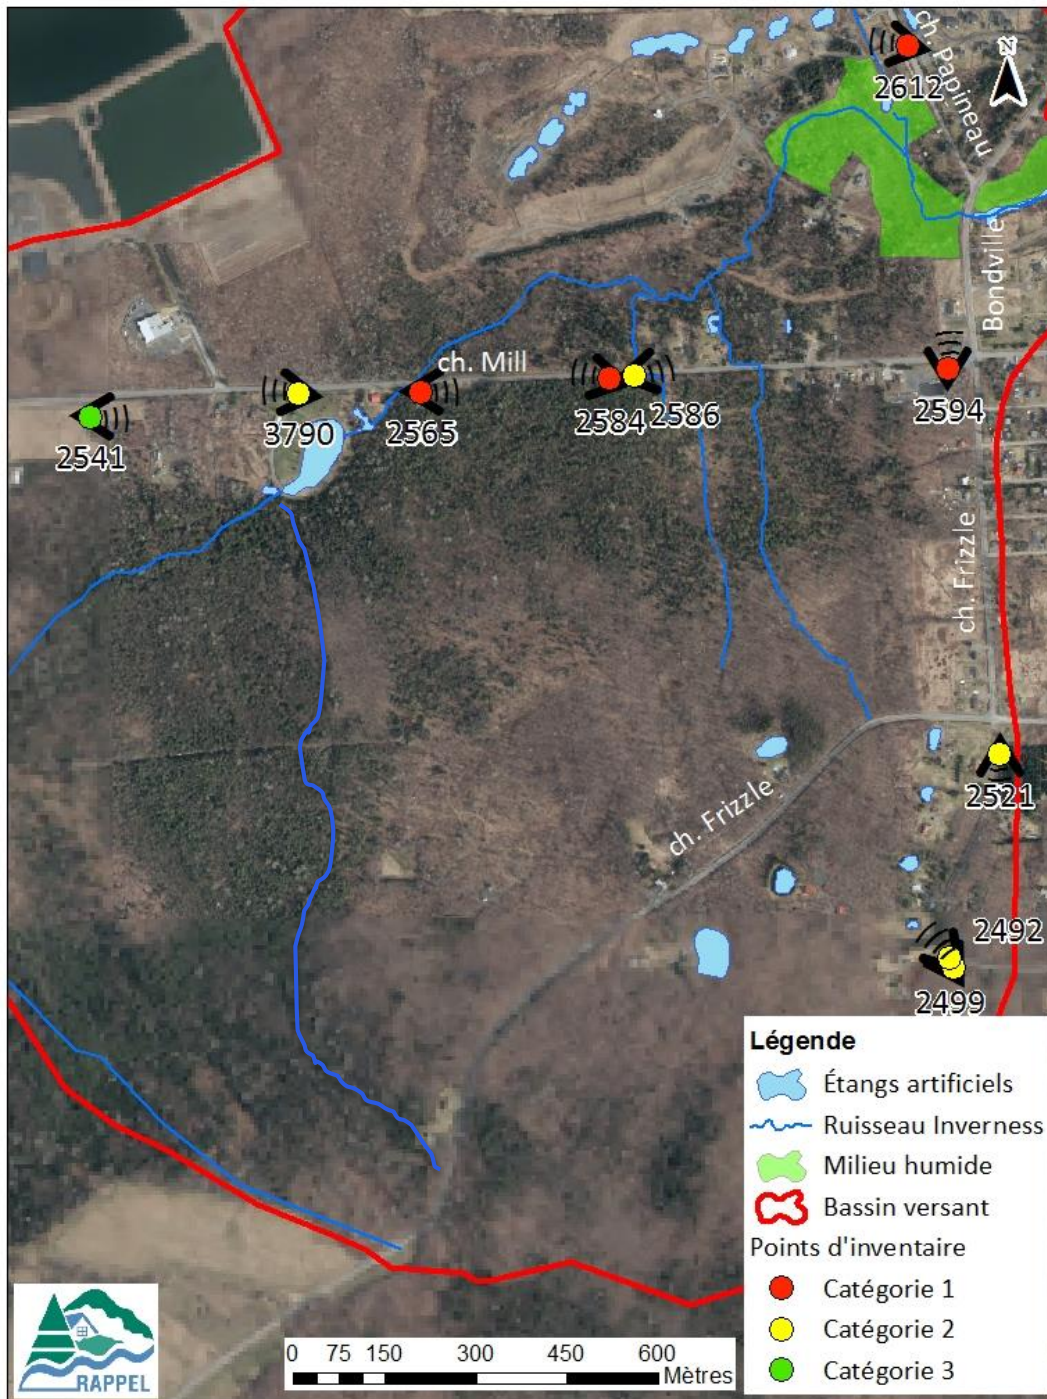 2612
ch. Papineau
N
Bondville
ch. Mill
2541
3790
2565
2584
2586
2594
ch. Frizzle
2521
ch. Frizzle
2492
2499
Légende
Étangs artificiels
Ruisseau Inverness
Milieu humide
Bassin versant
Points d'inventaire
Catégorie 1
Catégorie 2
Catégorie 3
RAPPEL
0 75 150 300 450 600
Mètres